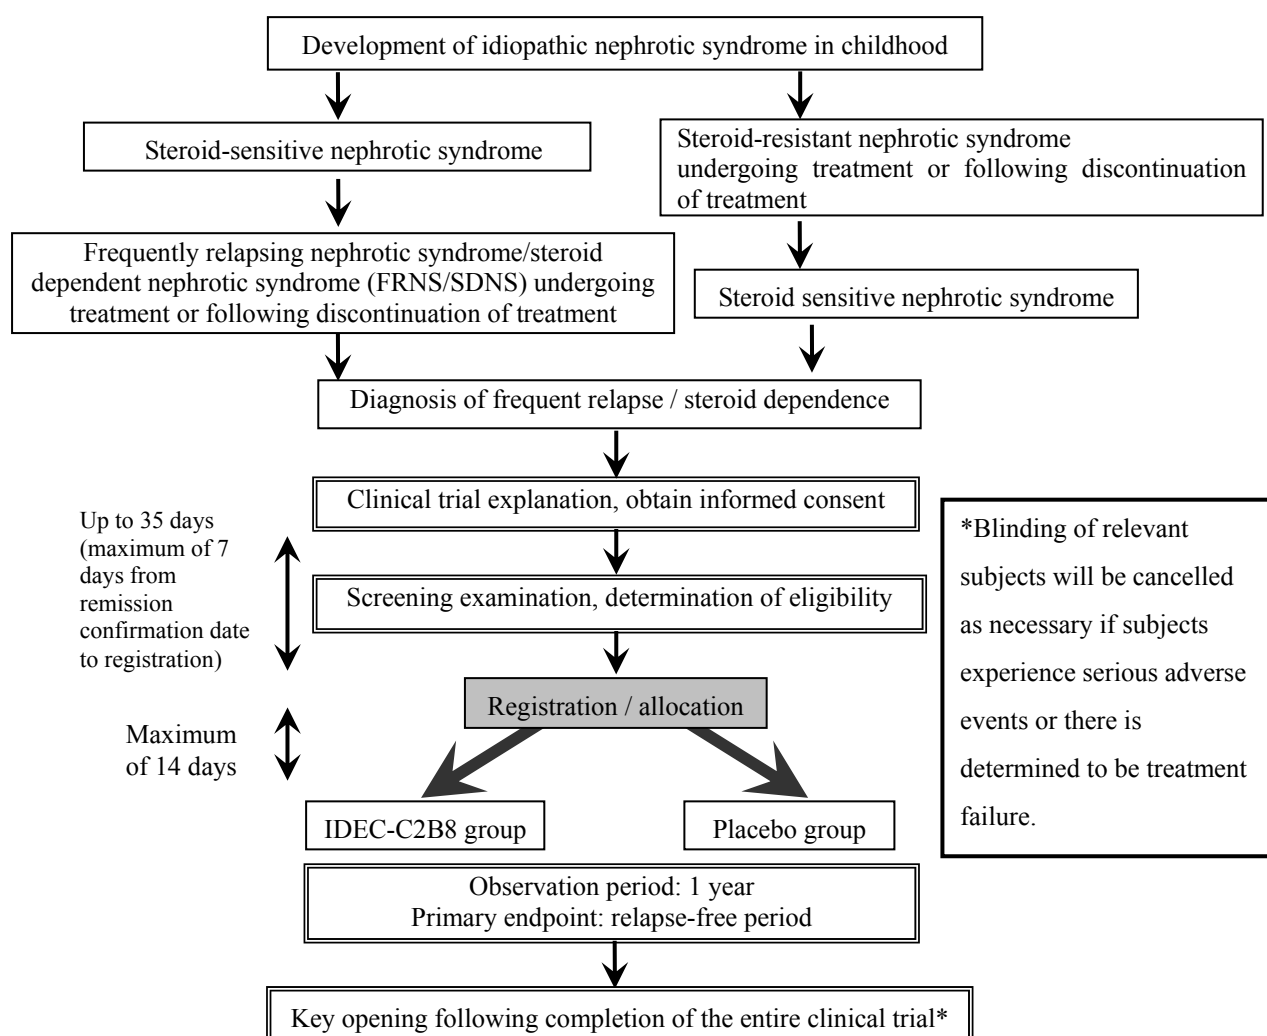 Development of idiopathic nephrotic syndrome in childhood
Steroid-sensitive nephrotic syndrome
Steroid-resistant nephrotic syndrome
undergoing treatment or following discontinuation
of treatment
Frequently relapsing nephrotic syndrome/steroid
dependent nephrotic syndrome (FRNS/SDNS) undergoing
treatment or following discontinuation of treatment
Steroid sensitive nephrotic syndrome
Diagnosis of frequent relapse / steroid dependence
Clinical trial explanation, obtain informed consent
Up to 35 days
(maximum of 7
days from
remission
confirmation date
to registration)
Screening examination, determination of eligibility
*Blinding of relevant
subjects will be cancelled
as necessary if subjects
experience serious adverse
events or there is
determined to be treatment
failure.
Registration / allocation
Maximum
of 14 days
IDEC-C2B8 group
Placebo group
Observation period: 1 year
Primary endpoint: relapse-free period
Key opening following completion of the entire clinical trial*